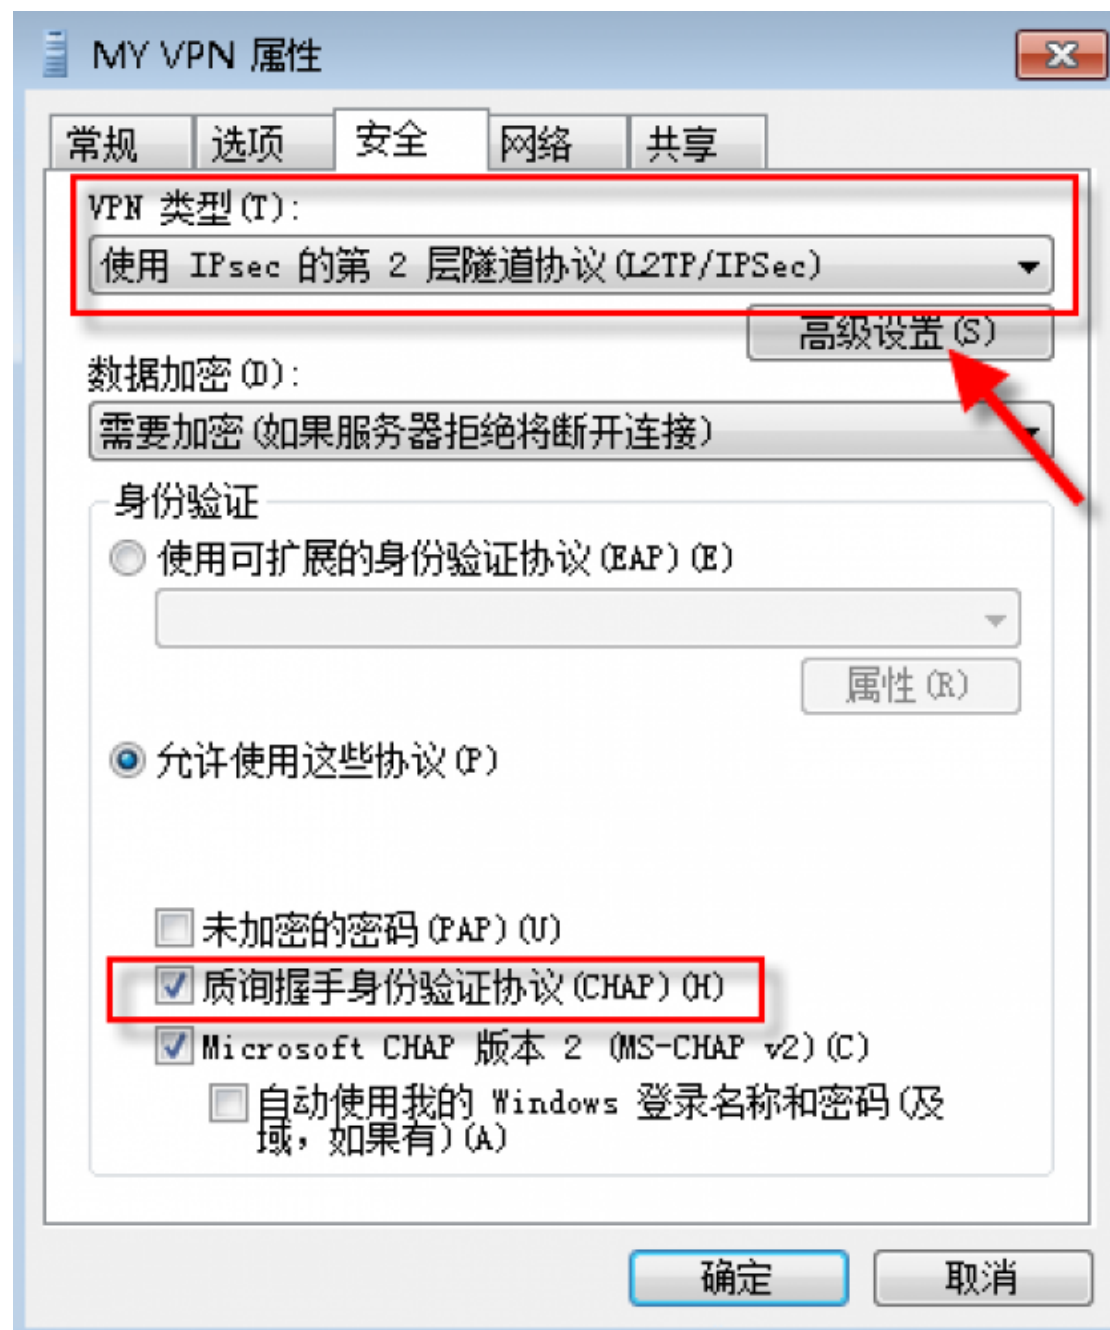 MY VPN 属性
常规 选项 安全 网络 共享
VPN 类型(T):
使用 IPsec 的第 2 层隧道协议(L2TP/IPSec)
高级设置(S)
数据加密(D):
需要加密(如果服务器拒绝将断开连接)
身份验证
使用可扩展的身份验证协议(EAP)(E)
属性(R)
允许使用这些协议(P)
未加密的密码(PAP)(U)
质询握手身份验证协议(CHAP)(H)
Microsoft CHAP 版本 2 (MS-CHAP v2)(C)
自动使用我的 Windows 登录名称和密码(及
域，如果有)(A)
确定 取消